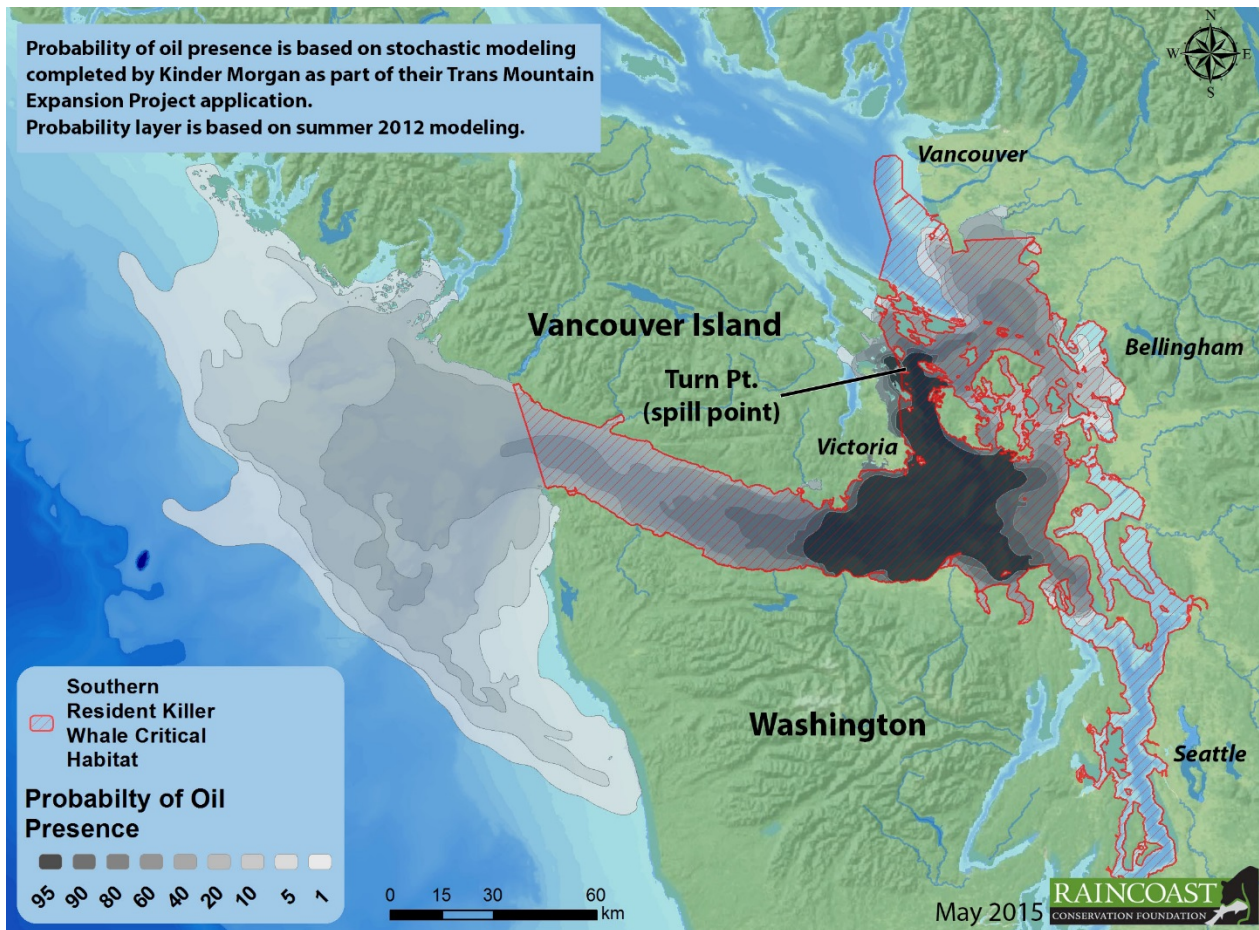 Probability of oil presence is based on stochastic modeling
completed by Kinder Morgan as part of their Trans Mountain
Expansion Project application.
Probability layer is based on summer 2012 modeling.
N
W
E
S
Vancouver
Vancouver Island
Bellingham
Turn Pt.
(spill point)
Victoria
Washington
Seattle
Southern
Resident Killer
Whale Critical
Habitat
Probabilty of Oil
Presence
95 90 80 60 40 20 10 5 1
0 15 30 60
km
May 2015
RAINCOAST
CONSERVATION FOUNDATION